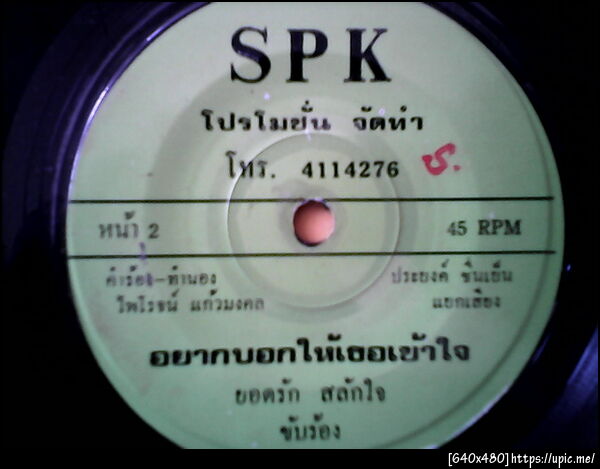 SPK
โปรโมชั่น จัดทำ
โทร. 4114276 ช.
หน้า 2 45 RPM
คำร้อง-ทำนอง ประยงค์ ชื่นเย็น
ไพโรจน์ แก้วมงคล แยกเสียง
อยากบอกให้เธอเข้าใจ
ยอดรัก สลักใจ
ขับร้อง
[640x480]https://upic.me/